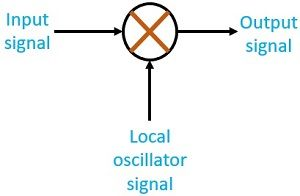 Input
signal
Output
signal
Local
oscillator
signal